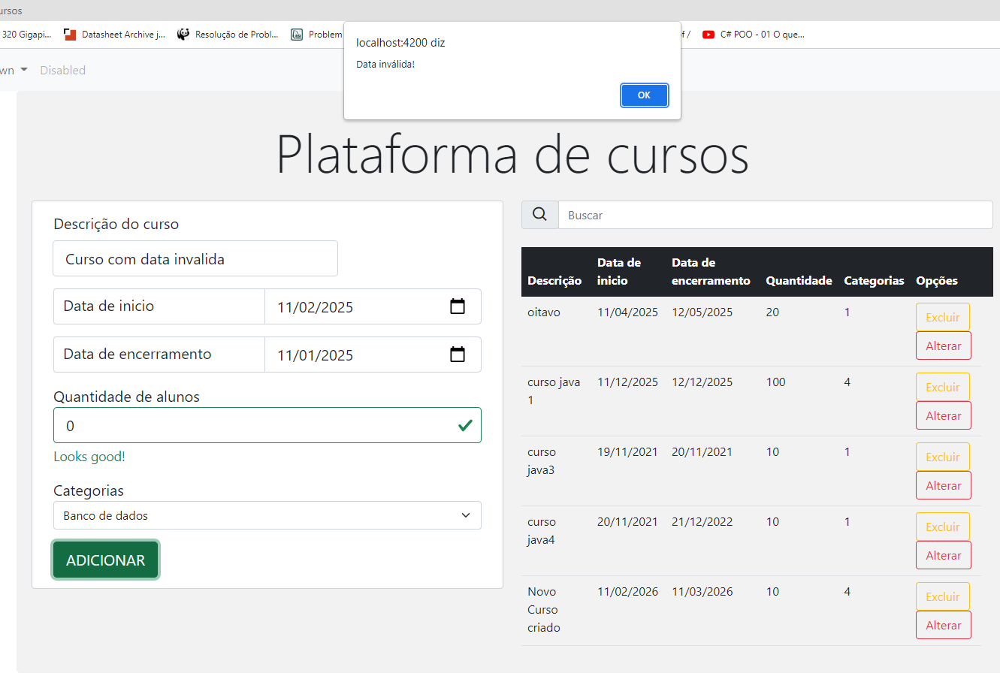 ursos
320 Gigapi...
Datasheet Archive j...
Resolução de Probl...
Problem
of /
C# POO - 01 O que...
localhost:4200 diz
Data inválida!
OK
wn
Disabled
Plataforma de cursos
Descrição do curso
Curso com data invalida
Data de inicio
11/02/2025
Data de encerramento
11/01/2025
Quantidade de alunos
0
Looks good!
Categorias
Banco de dados
ADICIONAR
Buscar
Descrição Data de inicio Data de encerramento Quantidade Categorias Opções
oitavo 11/04/2025 12/05/2025 20 1 Excluir
Alterar
curso java 11/12/2025 12/12/2025 100 4 Excluir
1 Alterar
curso 19/11/2021 20/11/2021 10 1 Excluir
java3 Alterar
curso 20/11/2021 21/12/2022 10 1 Excluir
java4 Alterar
Novo 11/02/2026 11/03/2026 10 4 Excluir
Curso
criado Alterar